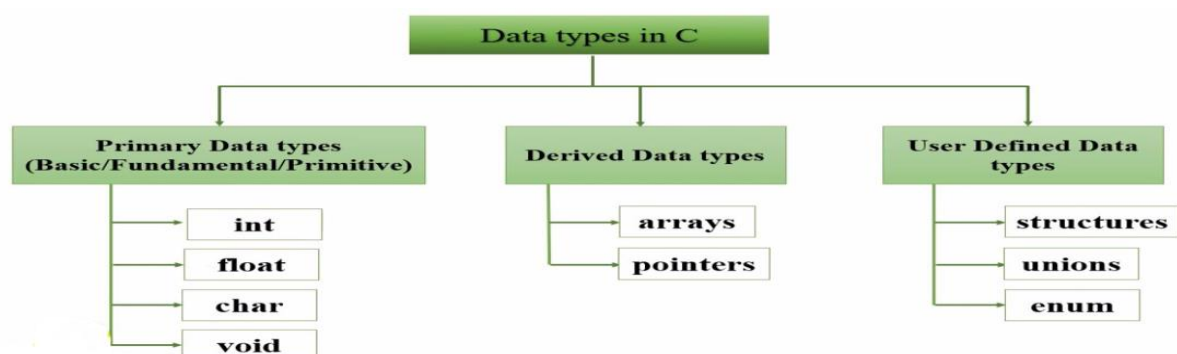 Data types in C
Primary Data types
(Basic/Fundamental/Primitive)
int
float
char
void
Derived Data types
arrays
pointers
User Defined Data
types
structures
unions
enum